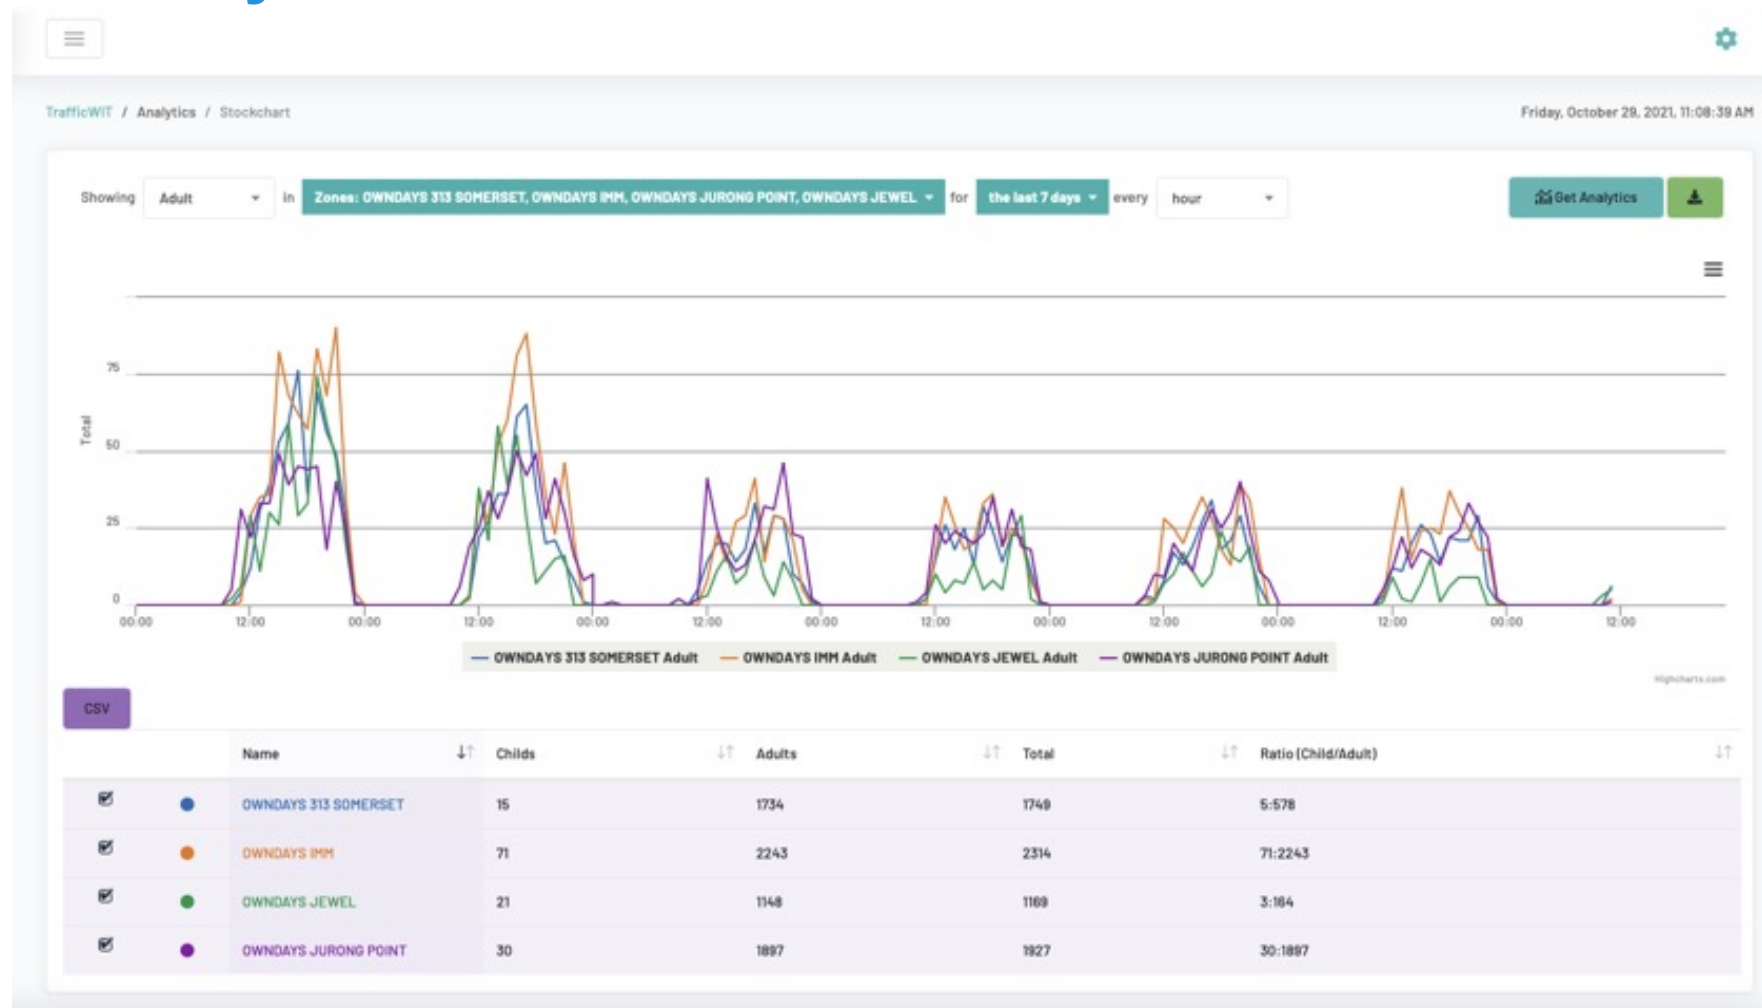 TrafficWIT / Analytics / Stockchart
Friday, October 29, 2021, 11:08:39 AM
Showing Adult in Zones: OWNDAYS 313 SOMERSET, OWNDAYS IMM, OWNDAYS JURONG POINT, OWNDAYS JEWEL for the last 7 days every hour Get Analytics
75
50
25
0
Total
00:00 12:00 00:00 12:00 00:00 12:00 00:00 12:00 00:00 12:00 00:00 12:00 00:00 12:00
OWNDAYS 313 SOMERSET Adult OWNDAYS IMM Adult OWNDAYS JEWEL Adult OWNDAYS JURONG POINT Adult
Highcharts.com
CSV
Name Childs Adults Total Ratio (Child/Adult)
OWNDAYS 313 SOMERSET 15 1734 1749 5:578
OWNDAYS IMM 71 2243 2314 71:2243
OWNDAYS JEWEL 21 1148 1169 3:164
OWNDAYS JURONG POINT 30 1897 1927 30:1897